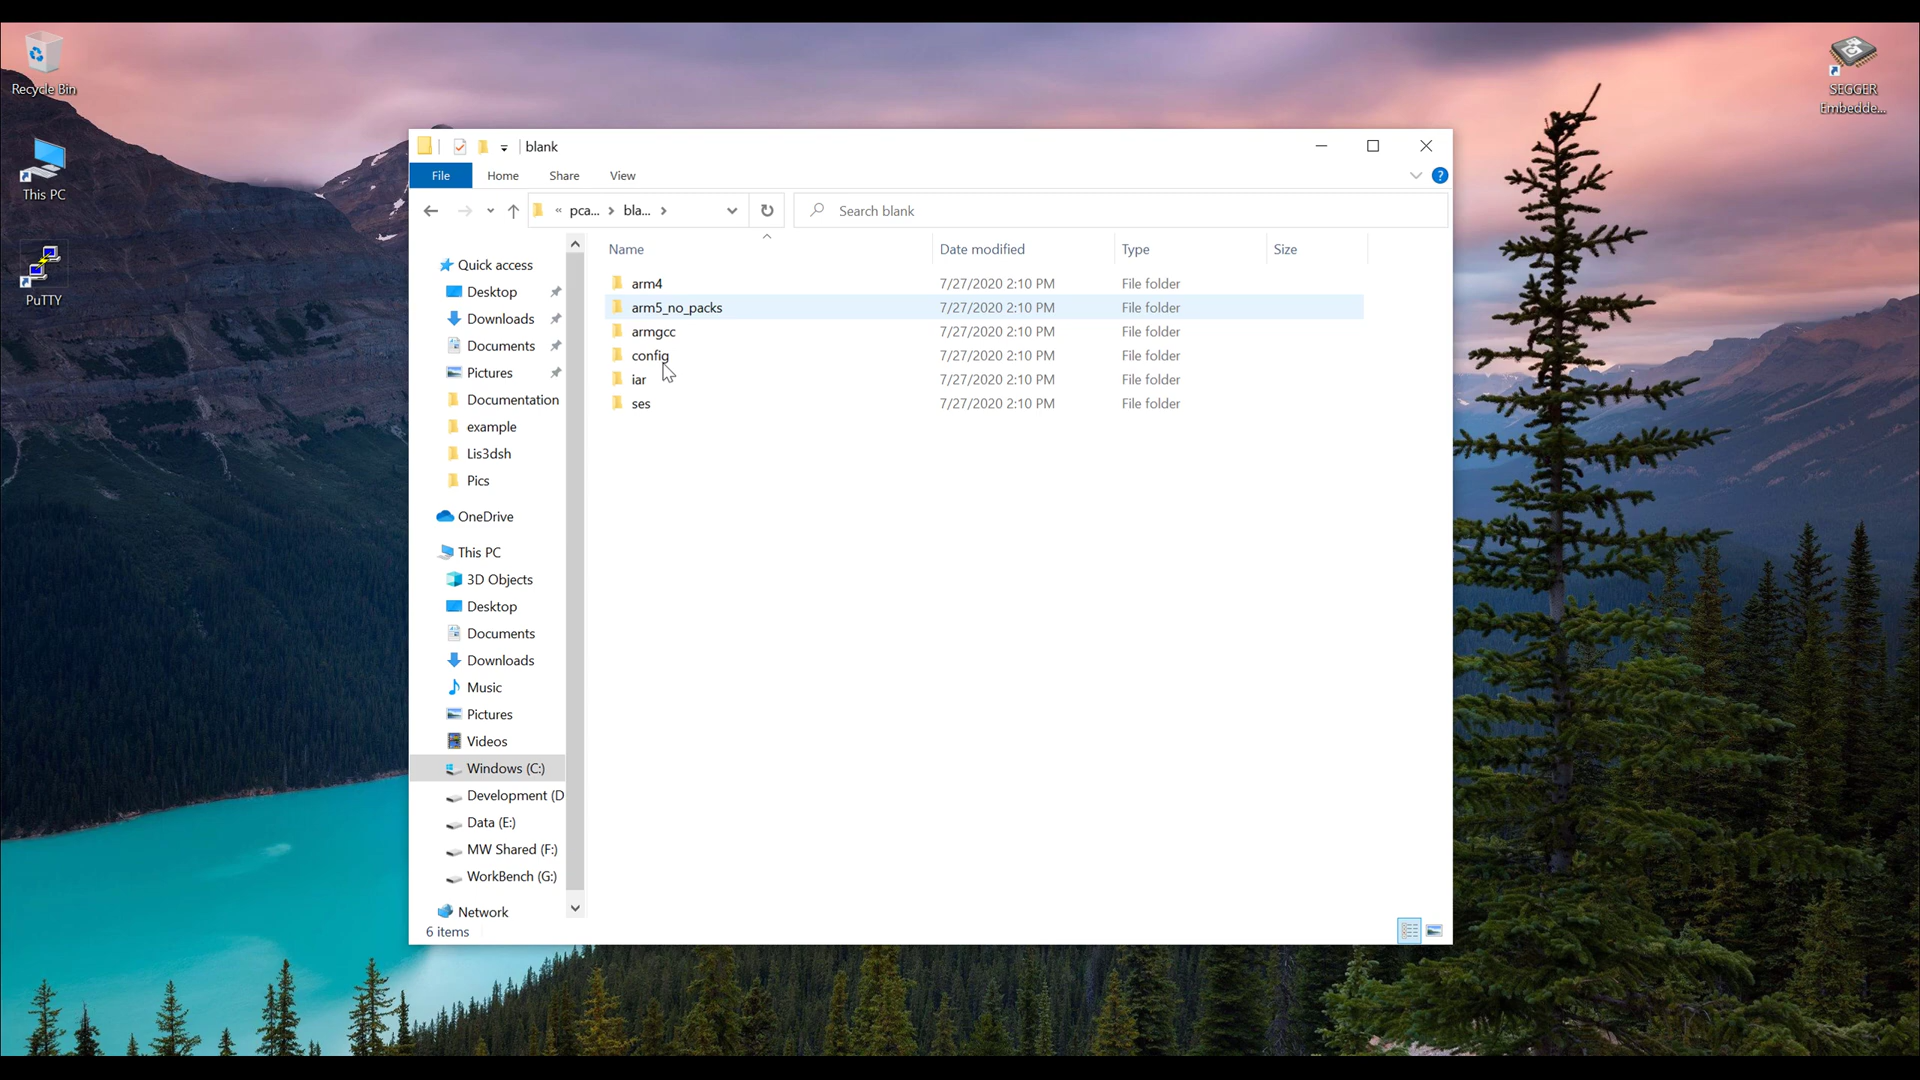 Recycle Bin
This PC
PuTTY
SEGGER
Embedde...
blank
File Home Share View
« pca... bla...
Search blank
Name Date modified Type Size
arm4 7/27/2020 2:10 PM File folder
arm5_no_packs 7/27/2020 2:10 PM File folder
armgcc 7/27/2020 2:10 PM File folder
config 7/27/2020 2:10 PM File folder
iar 7/27/2020 2:10 PM File folder
ses 7/27/2020 2:10 PM File folder
Quick access
Desktop
Downloads
Documents
Pictures
Documentation
example
Lis3dsh
Pics
OneDrive
This PC
3D Objects
Desktop
Documents
Downloads
Music
Pictures
Videos
Windows (C:)
Development (D
Data (E:)
MW Shared (F:)
WorkBench (G:)
Network
6 items